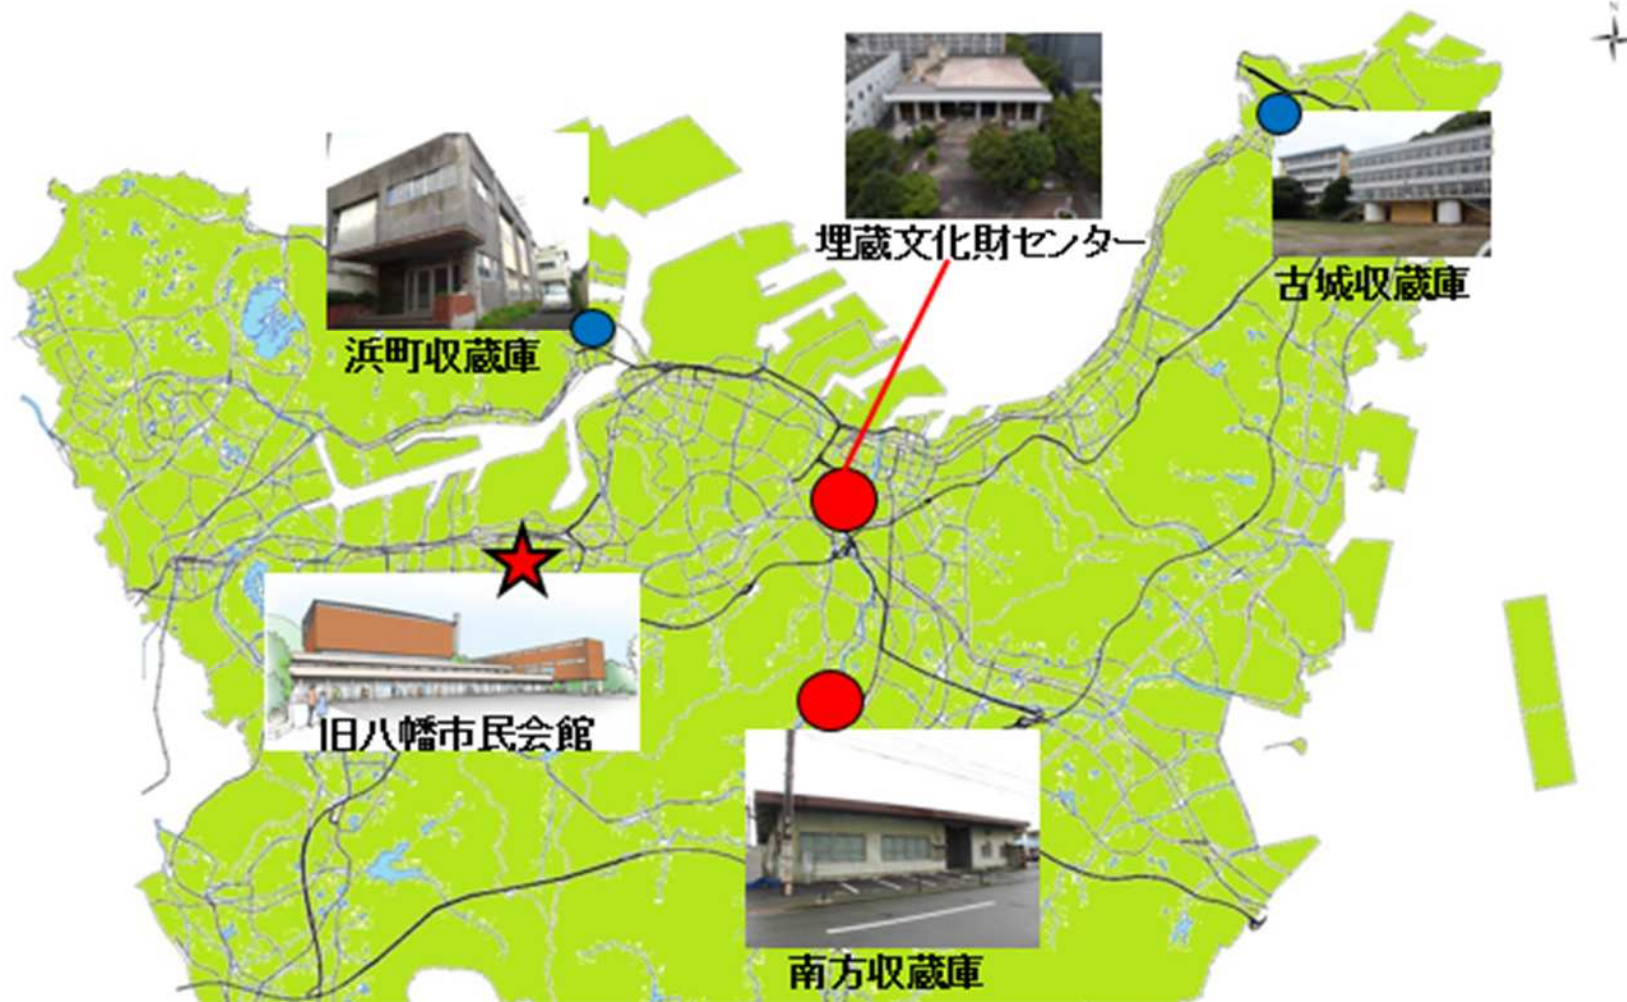 N
埋蔵文化財センター
古城収蔵庫
浜町収蔵庫
旧八幡市民会館
南方収蔵庫